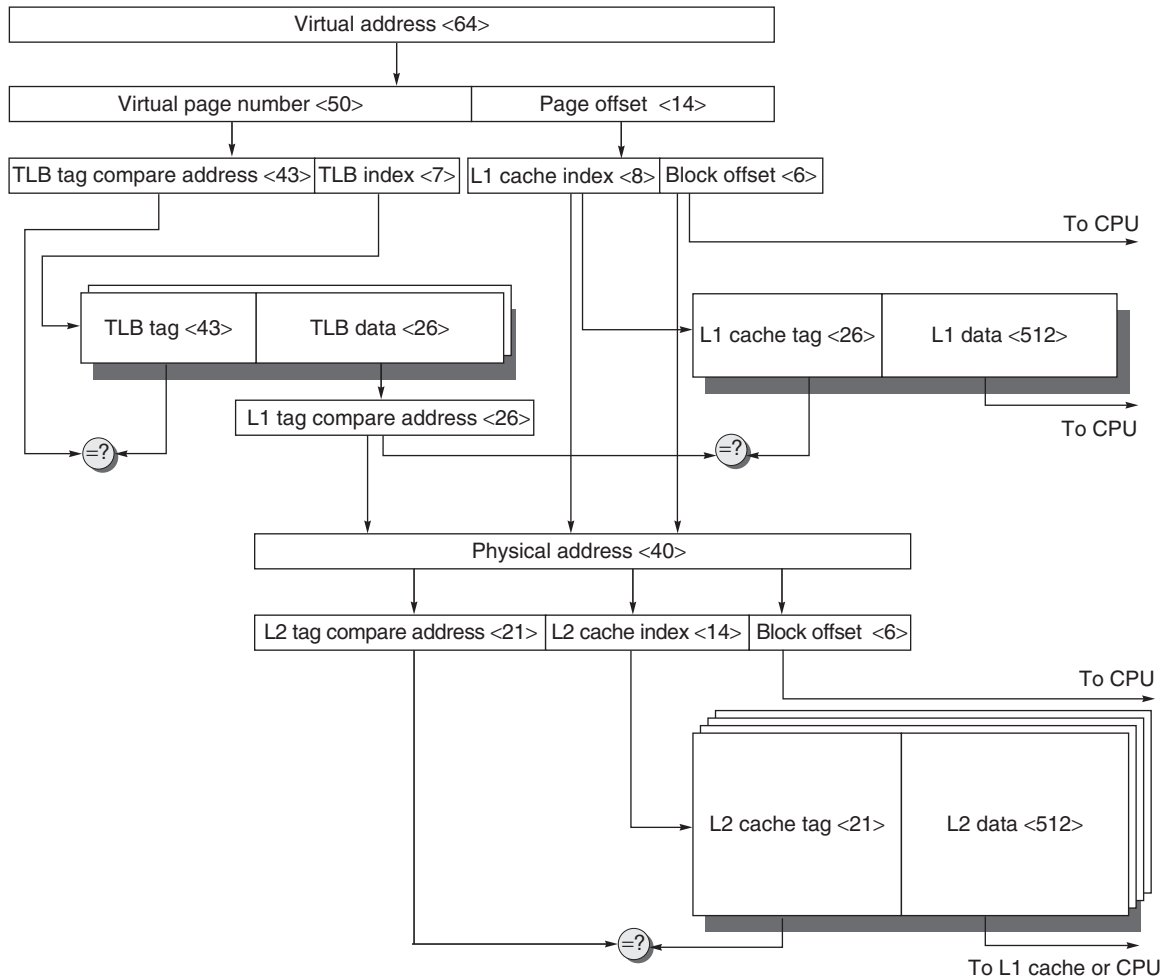 Virtual address <64>
Virtual page number <50>
Page offset <14>
TLB tag compare address <43>
TLB index <7>
L1 cache index <8>
Block offset <6>
To CPU
TLB tag <43>
TLB data <26>
L1 cache tag <26>
L1 data <512>
L1 tag compare address <26>
To CPU
=?
=?
Physical address <40>
L2 tag compare address <21>
L2 cache index <14>
Block offset <6>
To CPU
L2 cache tag <21>
L2 data <512>
=?
To L1 cache or CPU